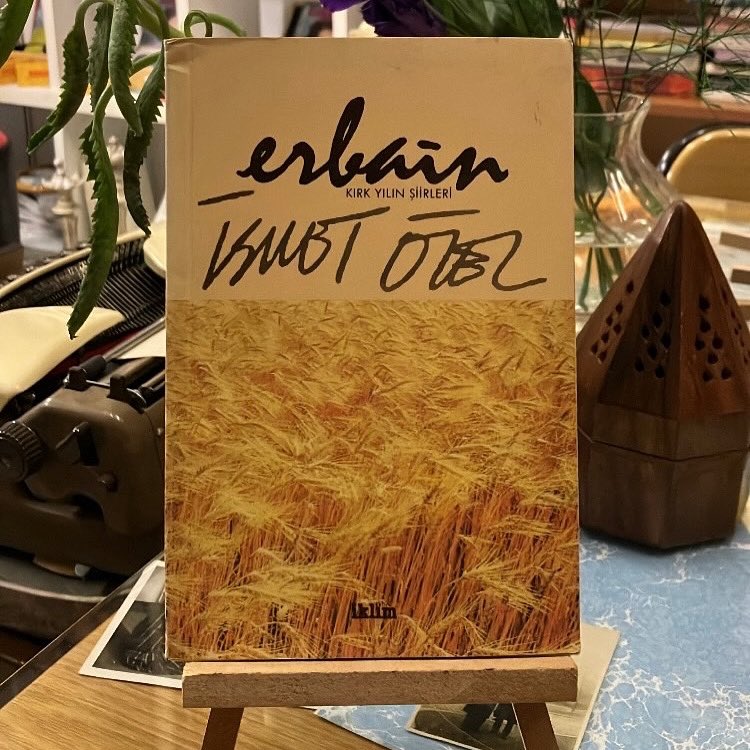 erbain
KIRK YILIN ŞİİRLERİ
İSMET ÖZEL
iklim